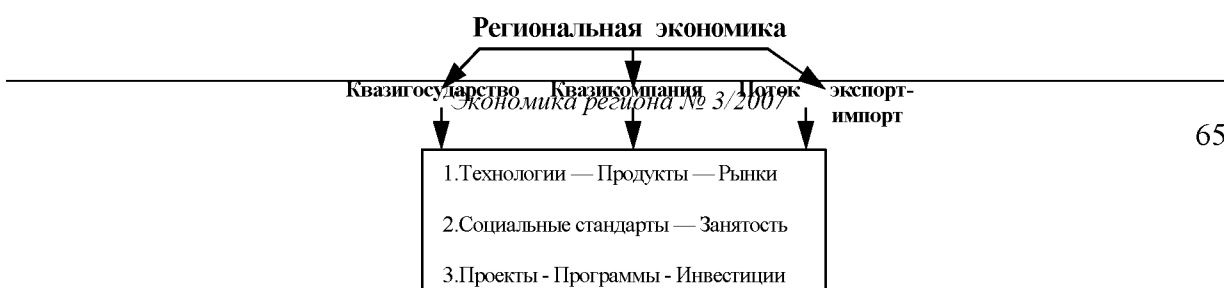 Региональная экономика
Квазигосударство Квазикомпания Поток экспорт-
импорт
Экономика региона № 3/2007
65
1.Технологии — Продукты — Рынки
2.Социальные стандарты — Занятость
3.Проекты - Программы - Инвестиции